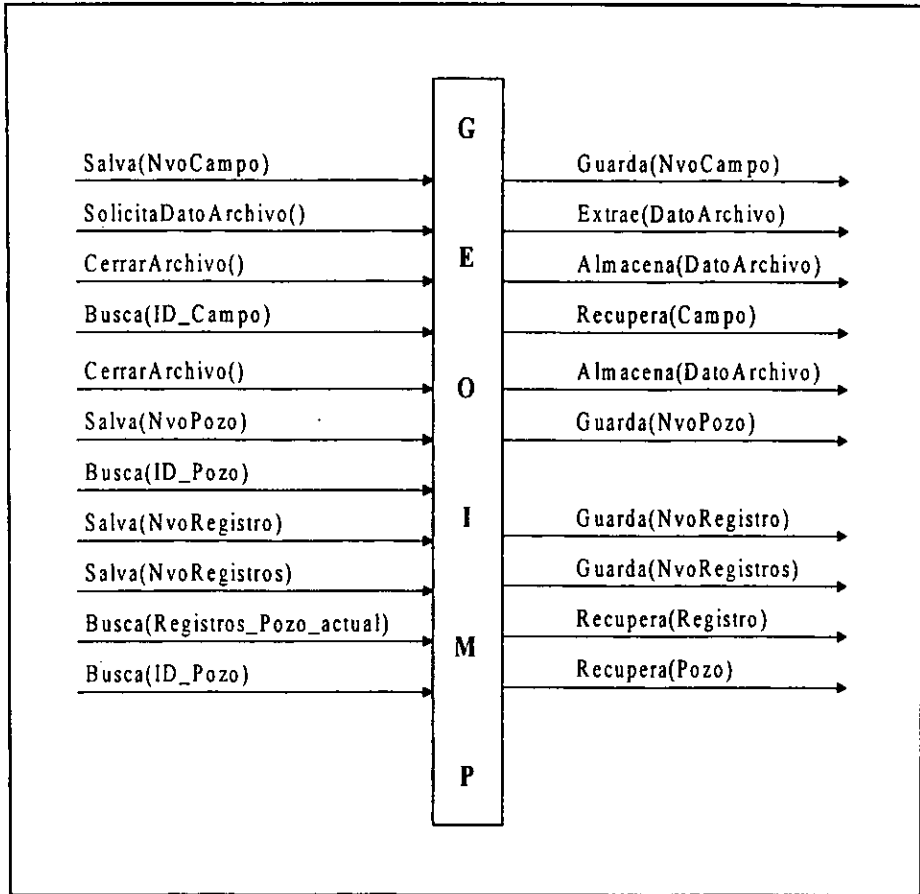 G
Salva(NvoCampo)
Guarda(NvoCampo)
SolicitaDatoArchivo()
Extrae(DatoArchivo)
E
CerrarArchivo()
Almacena(DatoArchivo)
Busca(ID_Campo)
Recupera(Campo)
CerrarArchivo()
Almacena(DatoArchivo)
O
Salva(NvoPozo)
Guarda(NvoPozo)
Busca(ID_Pozo)
I
Salva(NvoRegistro)
Guarda(NvoRegistro)
Salva(NvoRegistros)
Guarda(NvoRegistros)
Busca(Registros_Pozo_actual)
Recupera(Registro)
M
Busca(ID_Pozo)
Recupera(Pozo)
P